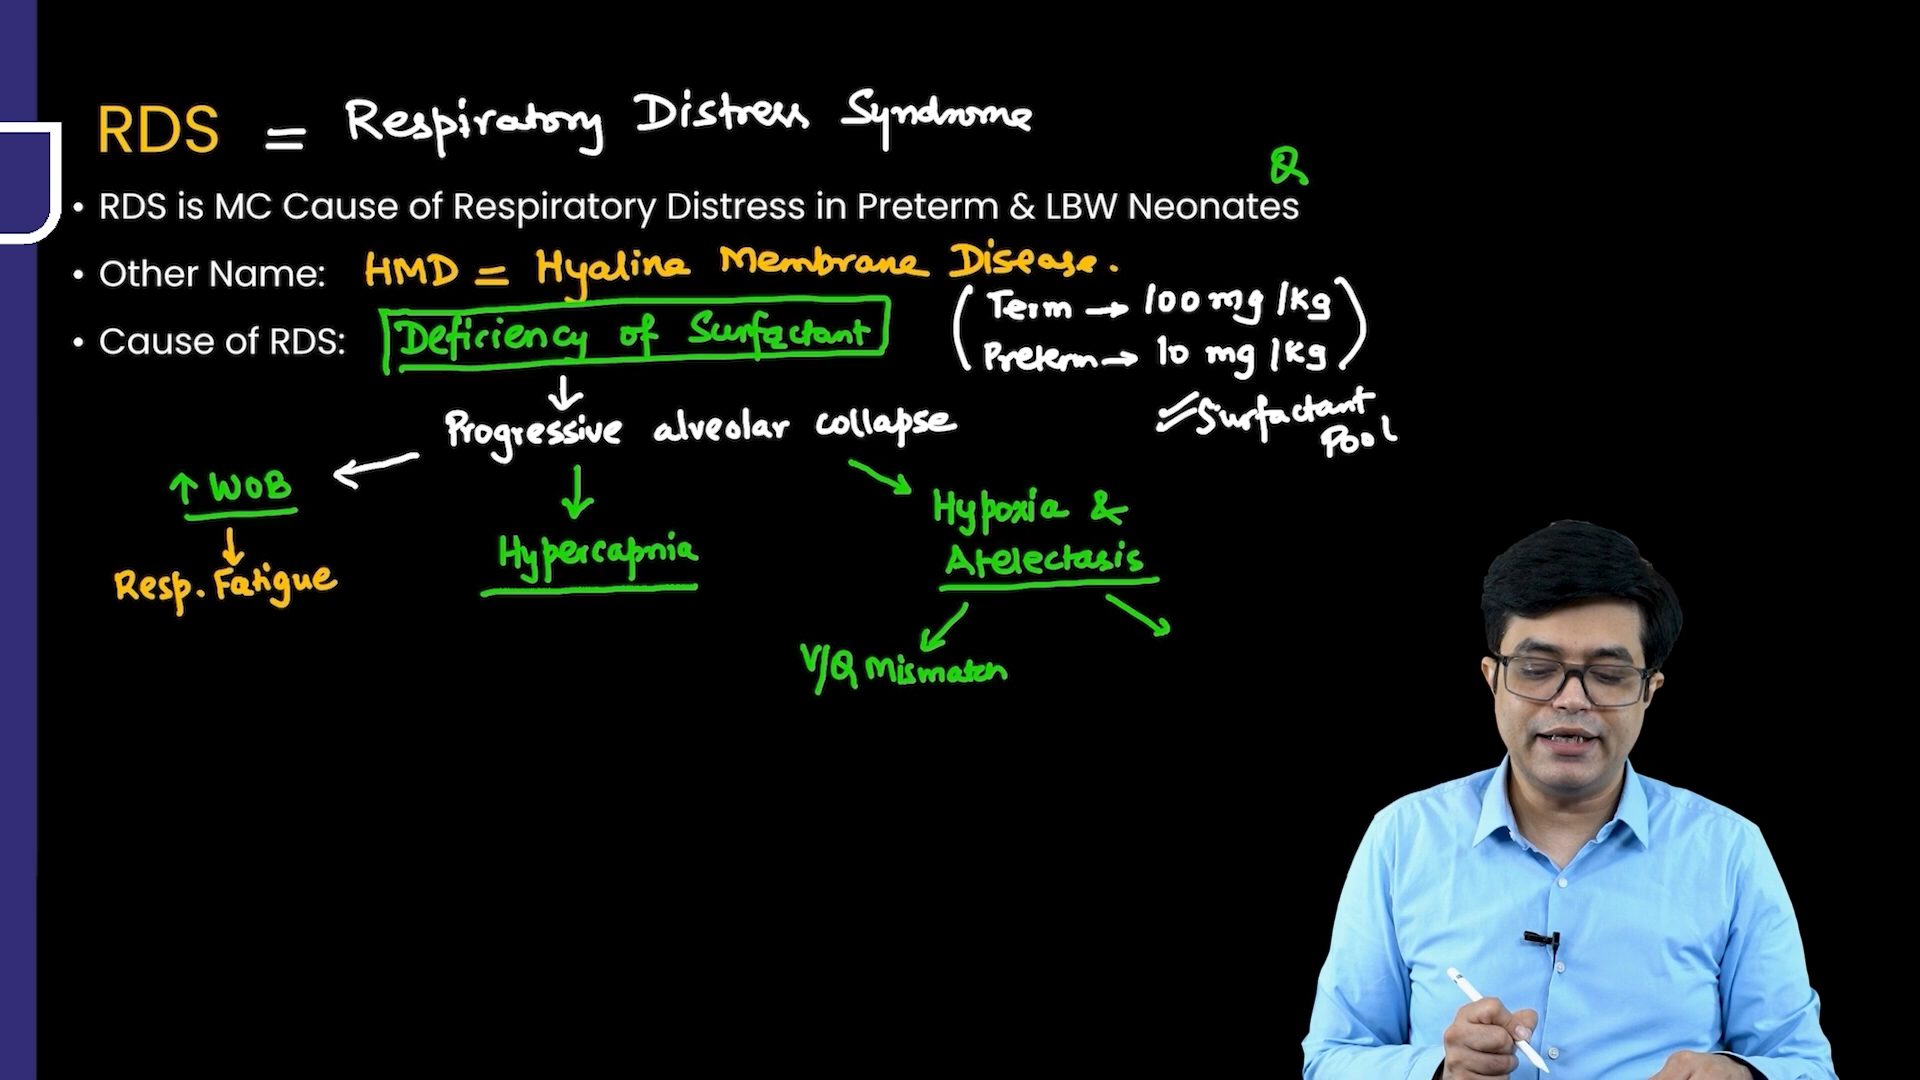 RDS = Respiratory Distress Syndrome
Q
• RDS is MC Cause of Respiratory Distress in Preterm & LBW Neonates
• Other Name: HMD = Hyaline Membrane Disease.
• Cause of RDS: Deficiency of Surfactant
(Term → 100 mg/kg
Preterm → 10 mg/kg)
Surfactant
Pool
↓
Progressive alveolar collapse
↑ WOB
↓
Resp. Fatigue
↓
Hypercapnia
Hypoxia &
Atelectasis
V/Q Mismatch